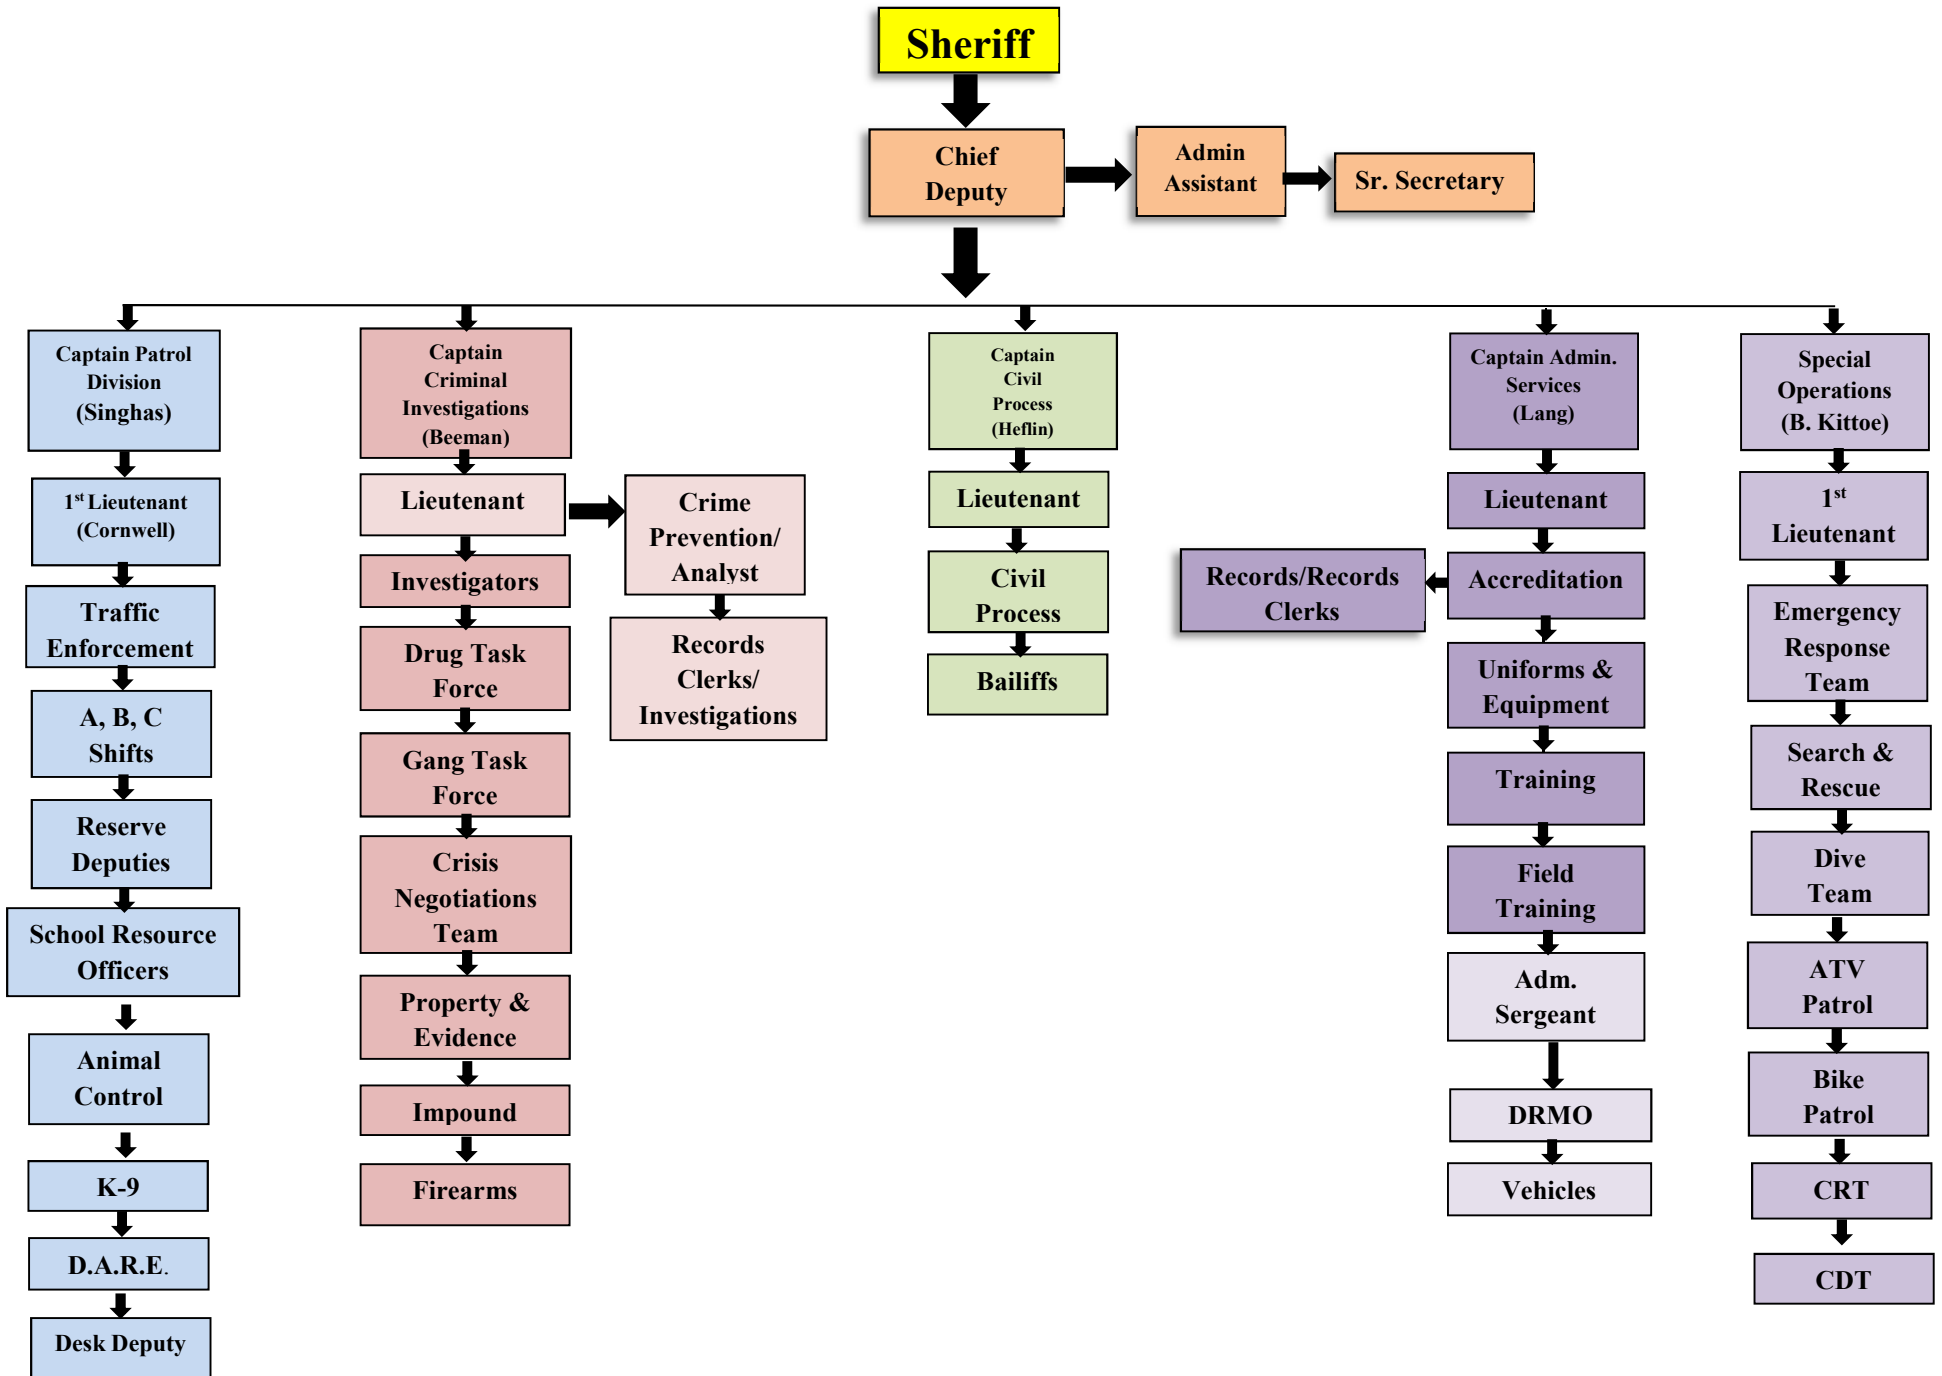 Sheriff
Chief
Deputy
Admin
Assistant
Sr. Secretary
Captain Patrol
Division
(Singhas)
1st Lieutenant
(Cornwell)
Traffic
Enforcement
A, B, C
Shifts
Reserve
Deputies
School Resource
Officers
Animal
Control
K-9
D.A.R.E.
Desk Deputy
Captain
Criminal
Investigations
(Beeman)
Lieutenant
Crime
Prevention/
Analyst
Records
Clerks/
Investigations
Investigators
Drug Task
Force
Gang Task
Force
Crisis
Negotiations
Team
Property &
Evidence
Impound
Firearms
Captain
Civil
Process
(Heflin)
Lieutenant
Civil
Process
Bailiffs
Captain Admin.
Services
(Lang)
Lieutenant
Accreditation
Records/Records
Clerks
Uniforms &
Equipment
Training
Field
Training
Adm.
Sergeant
DRMO
Vehicles
Special
Operations
(B. Kittoe)
1st
Lieutenant
Emergency
Response
Team
Search &
Rescue
Dive
Team
ATV
Patrol
Bike
Patrol
CRT
CDT